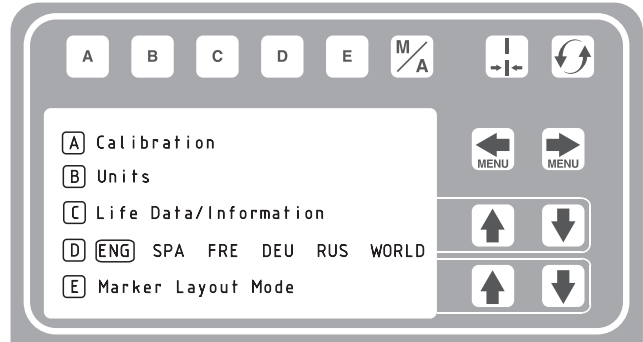 A B C D E M/A
A Calibration
B Units
MENU MENU
C Life Data/Information
D ENG SPA FRE DEU RUS WORLD
E Marker Layout Mode